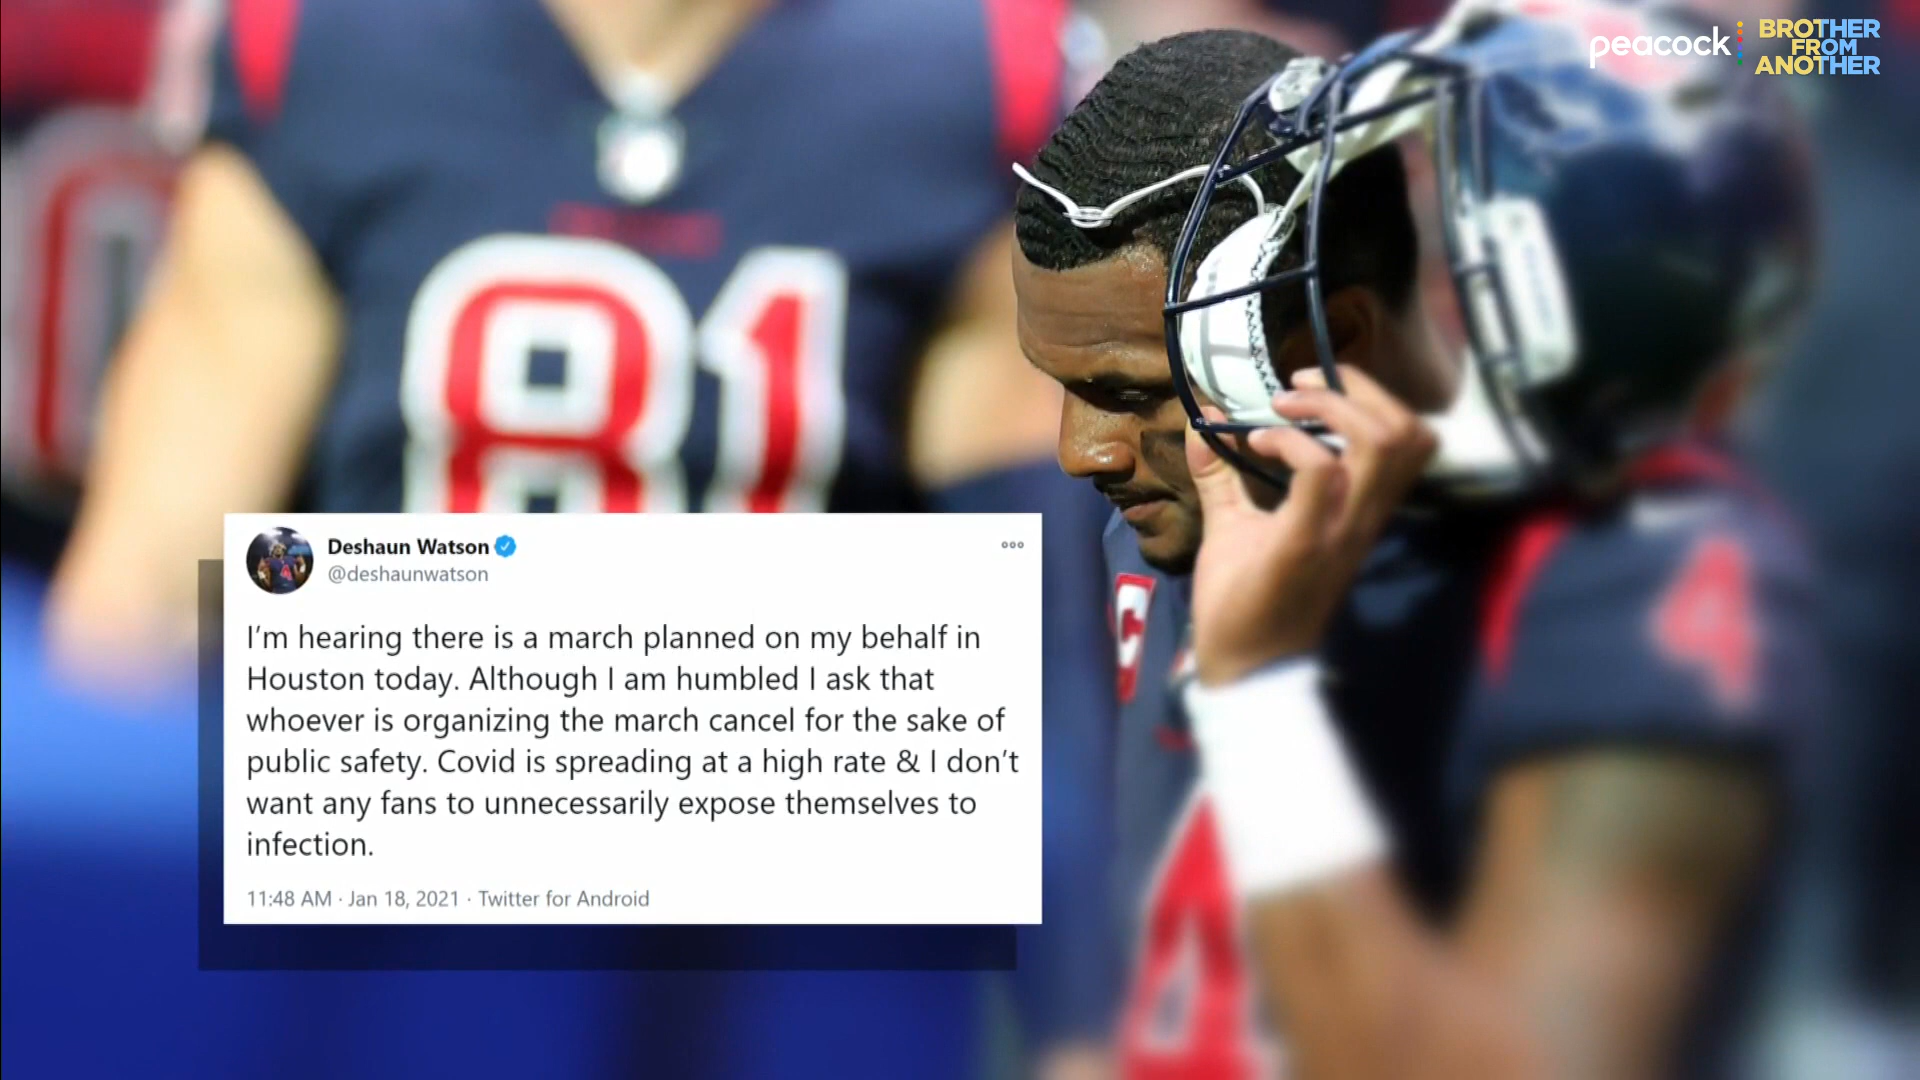 peacock
BROTHER
FROM
ANOTHER
81
C
4
4
Deshaun Watson
@deshaunwatson
I’m hearing there is a march planned on my behalf in
Houston today. Although I am humbled I ask that
whoever is organizing the march cancel for the sake of
public safety. Covid is spreading at a high rate & I don’t
want any fans to unnecessarily expose themselves to
infection.
11:48 AM · Jan 18, 2021 · Twitter for Android